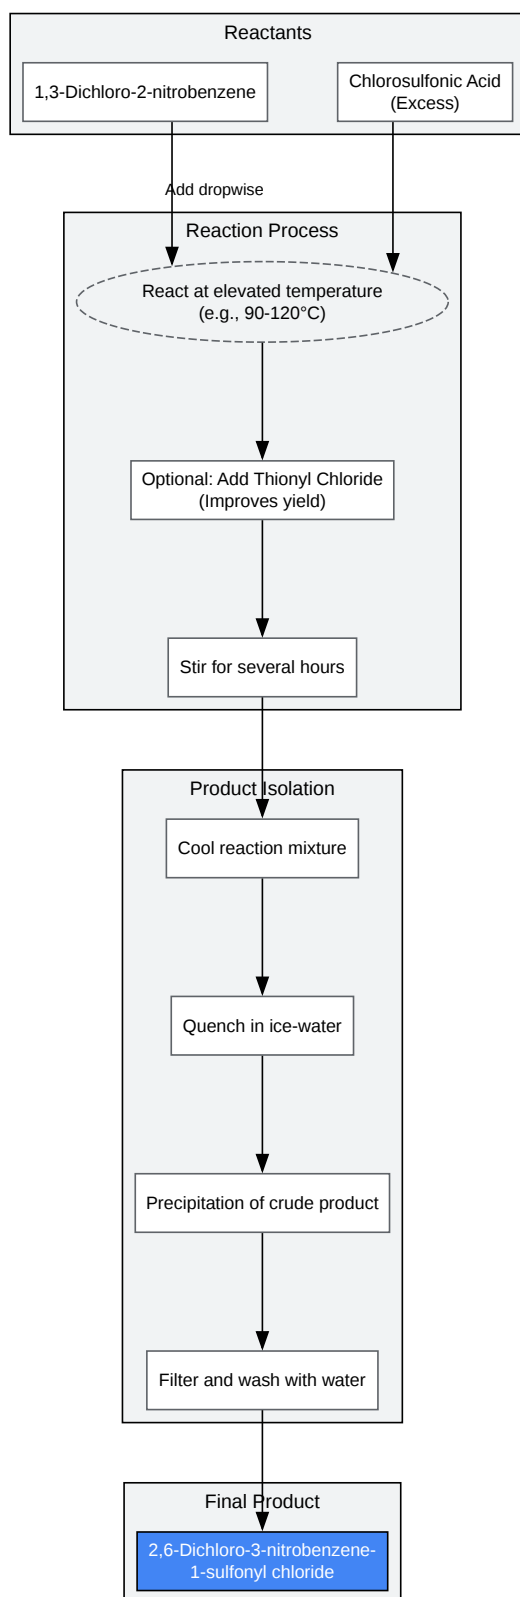 Reactants
1,3-Dichloro-2-nitrobenzene
Chlorosulfonic Acid
(Excess)
Add dropwise
Reaction Process
React at elevated temperature
(e.g., 90-120°C)
Optional: Add Thionyl Chloride
(Improves yield)
Stir for several hours
Product Isolation
Cool reaction mixture
Quench in ice-water
Precipitation of crude product
Filter and wash with water
Final Product
2,6-Dichloro-3-nitrobenzene-
1-sulfonyl chloride